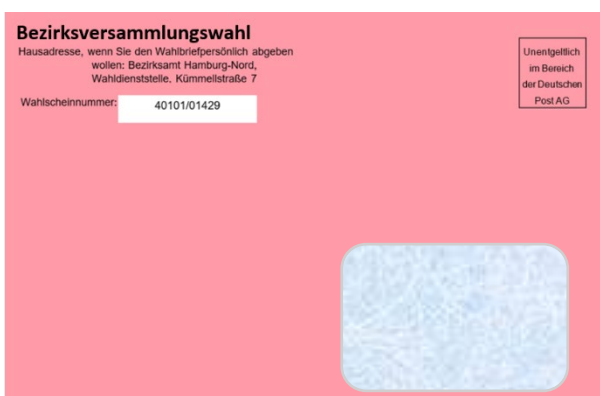 Bezirksversammlungswahl
Hausadresse, wenn Sie den Wahlbriefpersönlich abgeben
wollen: Bezirksamt Hamburg-Nord,
Wahldienststelle. Kümmellstraße 7
Wahlscheinnummer:
40101/01429
Unentgeltlich
im Bereich
der Deutschen
Post AG